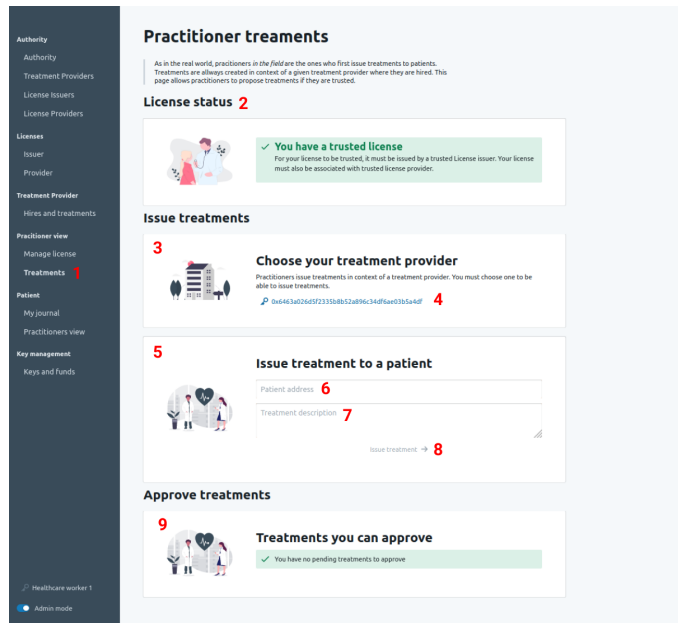 Authority
Authority
Treatment Providers
License Issuers
License Providers
Licenses
Issuer
Provider
Treatment Provider
Hires and treatments
Pracitioner view
Manage license
Treatments 1
Patient
My journal
Practitioners view
Key management
Keys and funds
Healthcare worker 1
Admin mode
Practitioner treaments
As in the real world, pracitioners in the field are the ones who first issue treatments to patients.
Treatments are allways created in context of a given treatment provider where they are hired. This
page allows practitioners to propose treatments if they are trusted.
License status 2
You have a trusted license
For your license to be trusted, it must be issued by a trusted License issuer. Your license
must also be associated with trusted license provider.
Issue treatments
3
Choose your treatment provider
Practitioners issue treatments in context of a treatment provider. You must choose one to be
able to issue treatments.
0x6463a026d5f2335b8b52a896c34df6ae03b5a4df 4
5
Issue treatment to a patient
Patient address 6
Treatment description 7
Issue treatment → 8
Approve treatments
9
Treatments you can approve
You have no pending treatments to approve